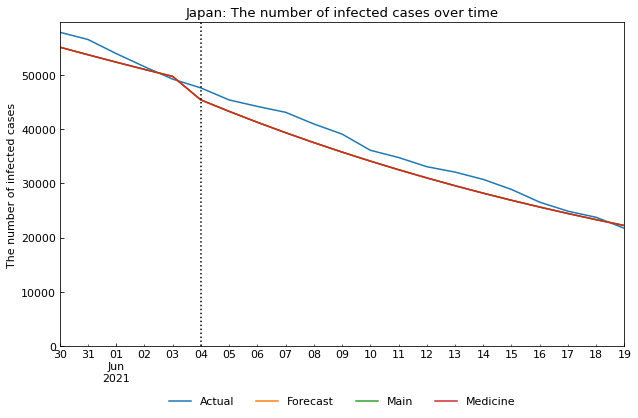 Japan: The number of infected cases over time
The number of infected cases
50000
40000
30000
20000
10000
0
30 31 01 02 03 04 05 06 07 08 09 10 11 12 13 14 15 16 17 18 19
Jun
2021
Actual Forecast Main Medicine